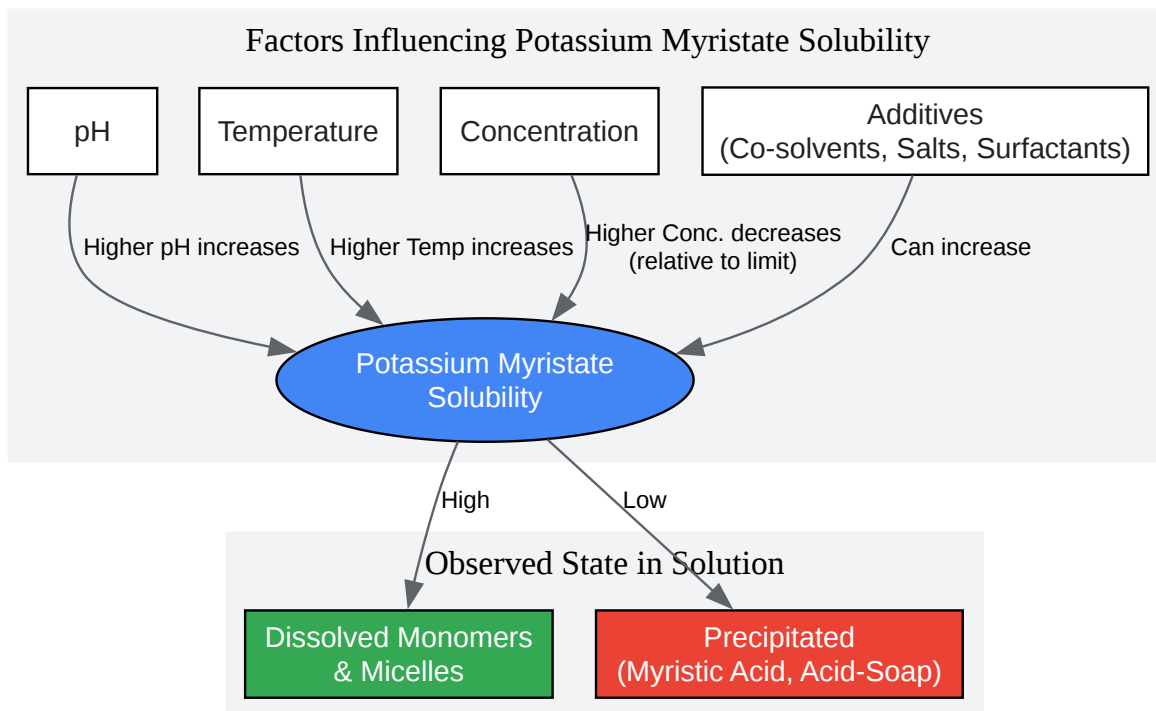 Factors Influencing Potassium Myristate Solubility
pH
Temperature
Concentration
Additives
(Co-solvents, Salts, Surfactants)
Higher pH increases
Higher Temp increases
Higher Conc. decreases
(relative to limit)
Can increase
Potassium Myristate
Solubility
High
Low
Observed State in Solution
Dissolved Monomers
& Micelles
Precipitated
(Myristic Acid, Acid-Soap)